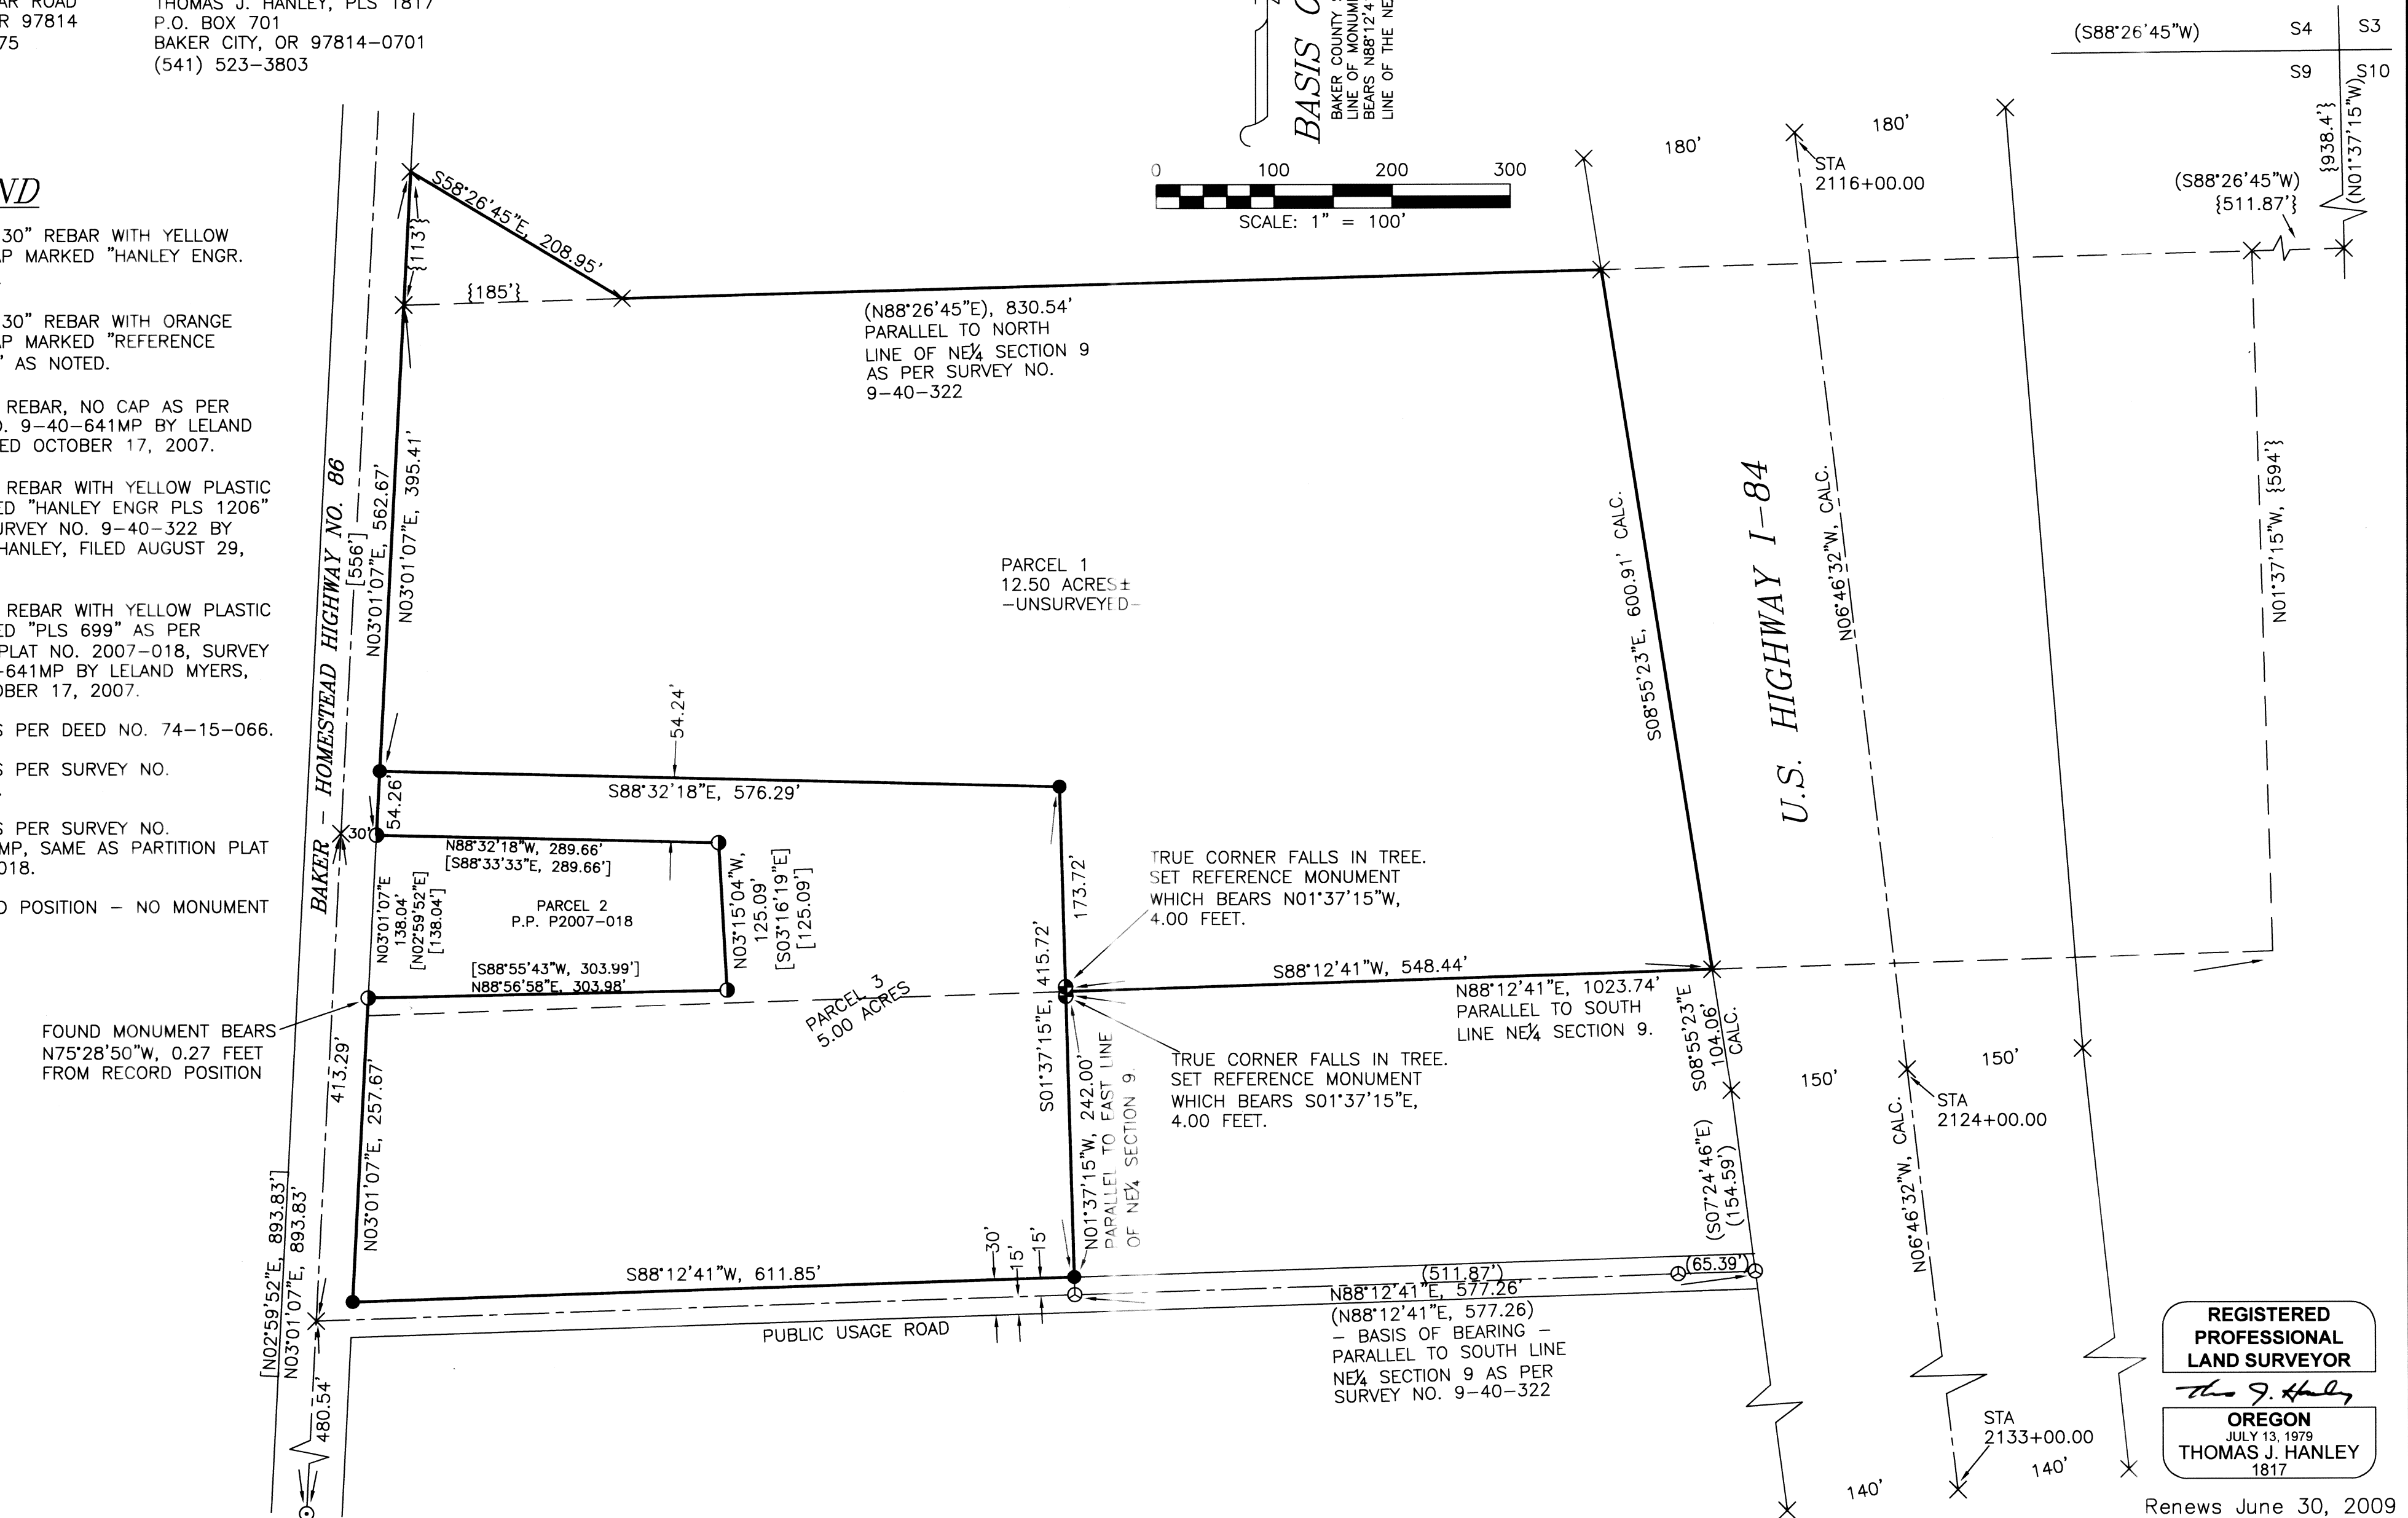 AR ROAD
R 97814
75
THOMAS J. HANLEY, PLS 1817
P.O. BOX 701
BAKER CITY, OR 97814-0701
(541) 523-3803
BASIS O
BAKER COUNTY S
LINE OF MONUM
BEARS N88°12'4
LINE OF THE NE
(S88°26'45"W)
S4
S3
S9
S10
{938.4'}
(N01°37'15"W)
(S88°26'45"W)
{511.87'}
180'
180'
STA
2116+00.00
0 100 200 300
SCALE: 1" = 100'
ND
30" REBAR WITH YELLOW
AP MARKED "HANLEY ENGR.
30" REBAR WITH ORANGE
AP MARKED "REFERENCE
" AS NOTED.
REBAR, NO CAP AS PER
O. 9-40-641MP BY LELAND
ED OCTOBER 17, 2007.
REBAR WITH YELLOW PLASTIC
ED "HANLEY ENGR PLS 1206"
URVEY NO. 9-40-322 BY
HANLEY, FILED AUGUST 29,
REBAR WITH YELLOW PLASTIC
ED "PLS 699" AS PER
PLAT NO. 2007-018, SURVEY
-641MP BY LELAND MYERS,
OBER 17, 2007.
S PER DEED NO. 74-15-066.
S PER SURVEY NO.
S PER SURVEY NO.
MP, SAME AS PARTITION PLAT
018.
D POSITION - NO MONUMENT
S58°26'45"E, 208.95'
{113'}
{185'}
(N88°26'45"E), 830.54'
PARALLEL TO NORTH
LINE OF NE¼ SECTION 9
AS PER SURVEY NO.
9-40-322
BAKER - HOMESTEAD HIGHWAY NO. 86
[556']
N03°01'07"E, 562.67'
N03°01'07"E, 395.41'
PARCEL 1
12.50 ACRES±
-UNSURVEYED-
S08°55'23"E, 600.91' CALC.
U.S. HIGHWAY I-84
N06°46'32"W, CALC.
N01°37'15"W, {594'}
54.24'
S88°32'18"E, 576.29'
54.26'
30'
N88°32'18"W, 289.66'
[S88°33'33"E, 289.66']
N03°01'07"E
138.04'
[N02°59'52"E]
[138.04']
PARCEL 2
P.P. P2007-018
N03°15'04"W,
125.09'
[S03°16'19"E]
[125.09']
[S88°55'43"W, 303.99']
N88°56'58"E, 303.98'
PARCEL 3
5.00 ACRES
173.72'
S01°37'15"E, 415.72'
TRUE CORNER FALLS IN TREE.
SET REFERENCE MONUMENT
WHICH BEARS N01°37'15"W,
4.00 FEET.
S88°12'41"W, 548.44'
N88°12'41"E, 1023.74'
PARALLEL TO SOUTH
LINE NE¼ SECTION 9.
TRUE CORNER FALLS IN TREE.
SET REFERENCE MONUMENT
WHICH BEARS S01°37'15"E,
4.00 FEET.
FOUND MONUMENT BEARS
N75°28'50"W, 0.27 FEET
FROM RECORD POSITION
413.29'
N03°01'07"E, 257.67'
N01°37'15"W, 242.00'
PARALLEL TO EAST LINE
OF NE¼ SECTION 9.
S08°55'23"E
104.06'
CALC.
150'
150'
STA
2124+00.00
(S07°24'46"E)
(154.59')
N06°46'32"W, CALC.
[N02°59'52"E, 893.83']
N03°01'07"E, 893.83'
480.54'
S88°12'41"W, 611.85'
30'
15'
15'
PUBLIC USAGE ROAD
(511.87')
(65.39')
N88°12'41"E, 577.26'
(N88°12'41"E, 577.26)
- BASIS OF BEARING -
PARALLEL TO SOUTH LINE
NE¼ SECTION 9 AS PER
SURVEY NO. 9-40-322
STA
2133+00.00
140'
140'
REGISTERED
PROFESSIONAL
LAND SURVEYOR
Thos J. Hanley
OREGON
JULY 13, 1979
THOMAS J. HANLEY
1817
Renews June 30, 2009